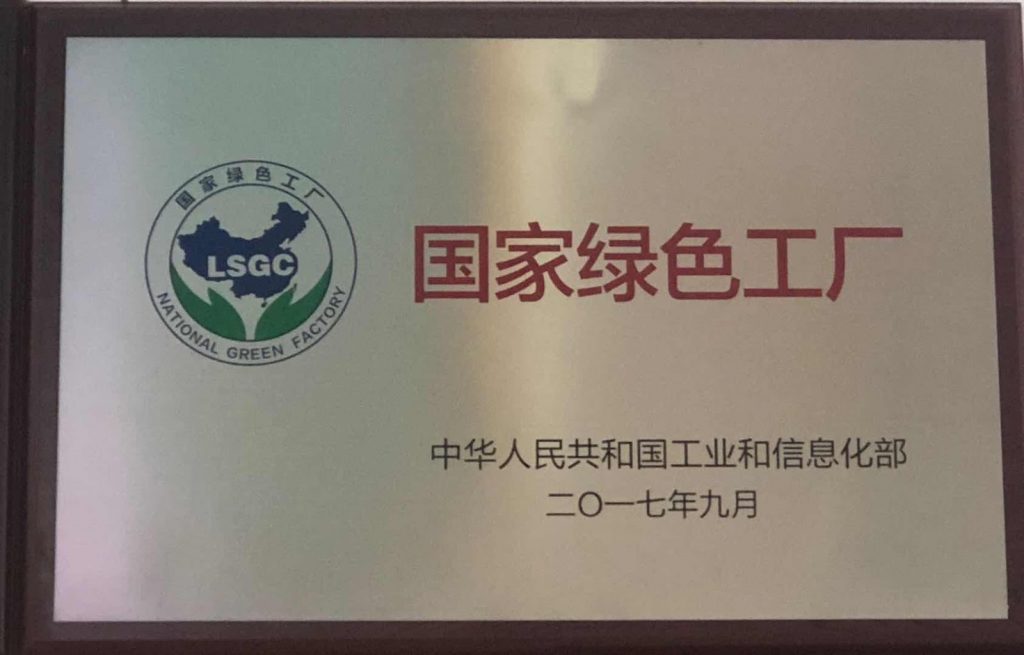 国家绿色工厂
LSGC
NATIONAL GREEN FACTORY
国家绿色工厂
中华人民共和国工业和信息化部
二〇一七年九月